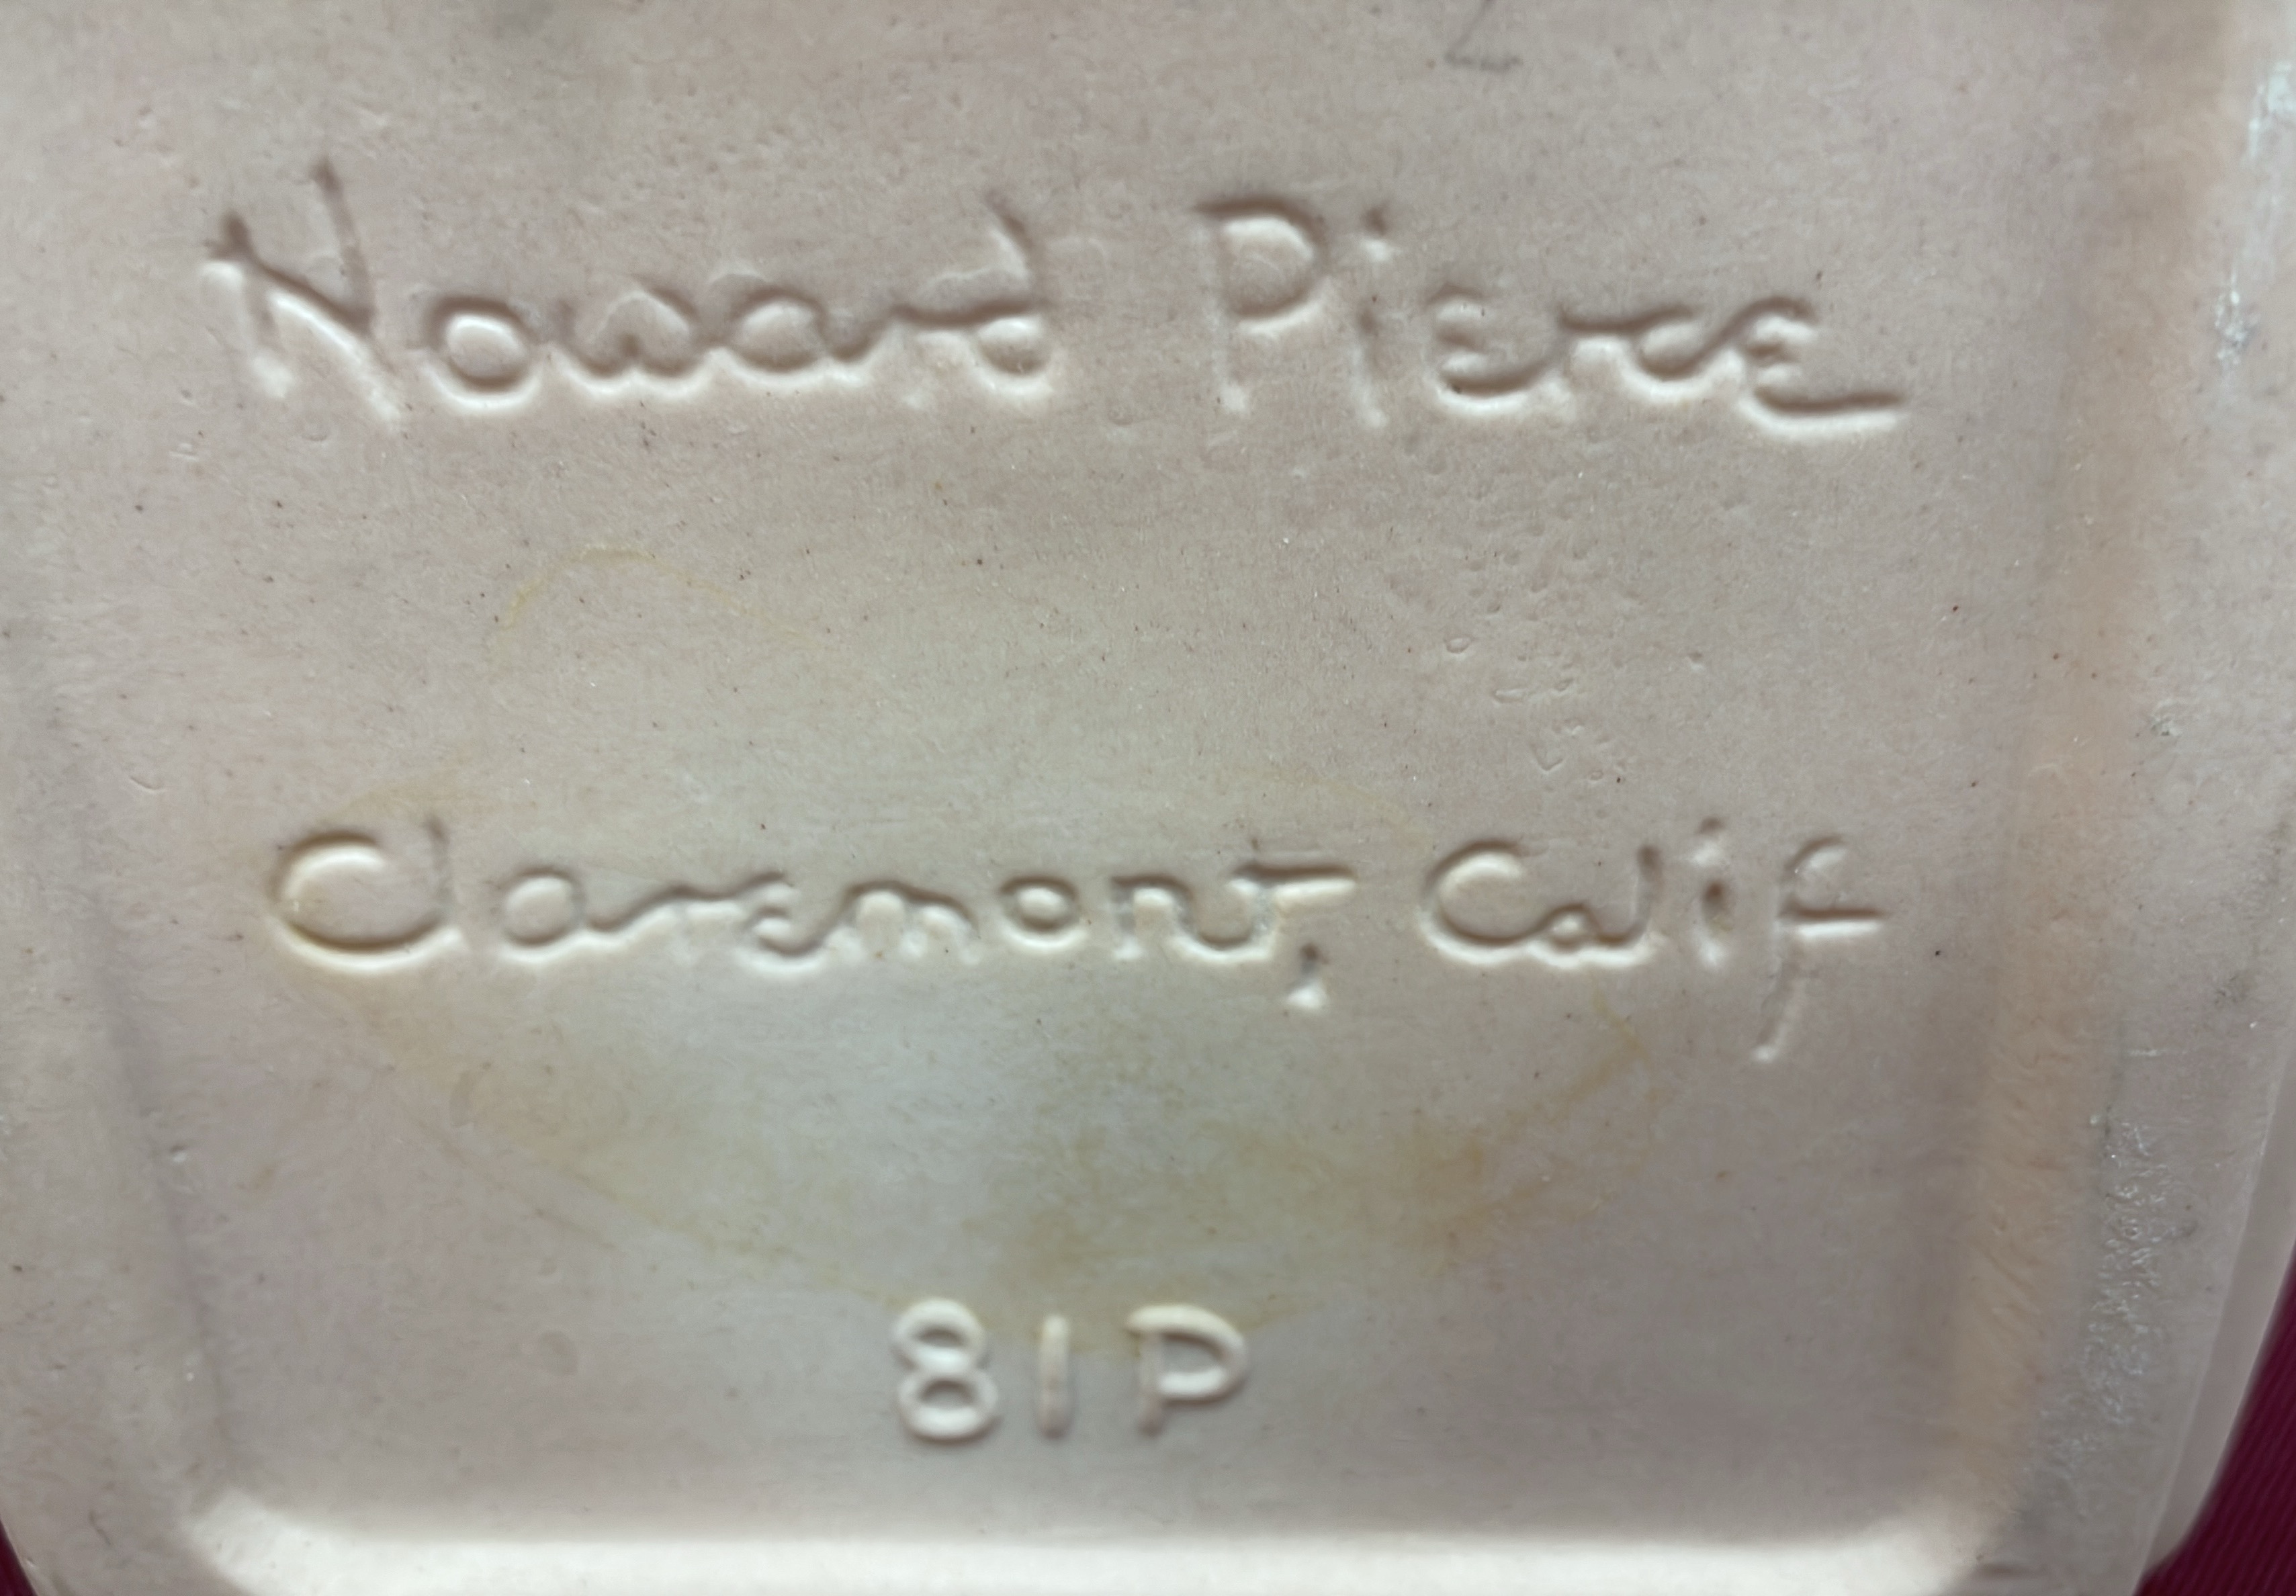 Howard Pierce
Claremont, Calif
81P